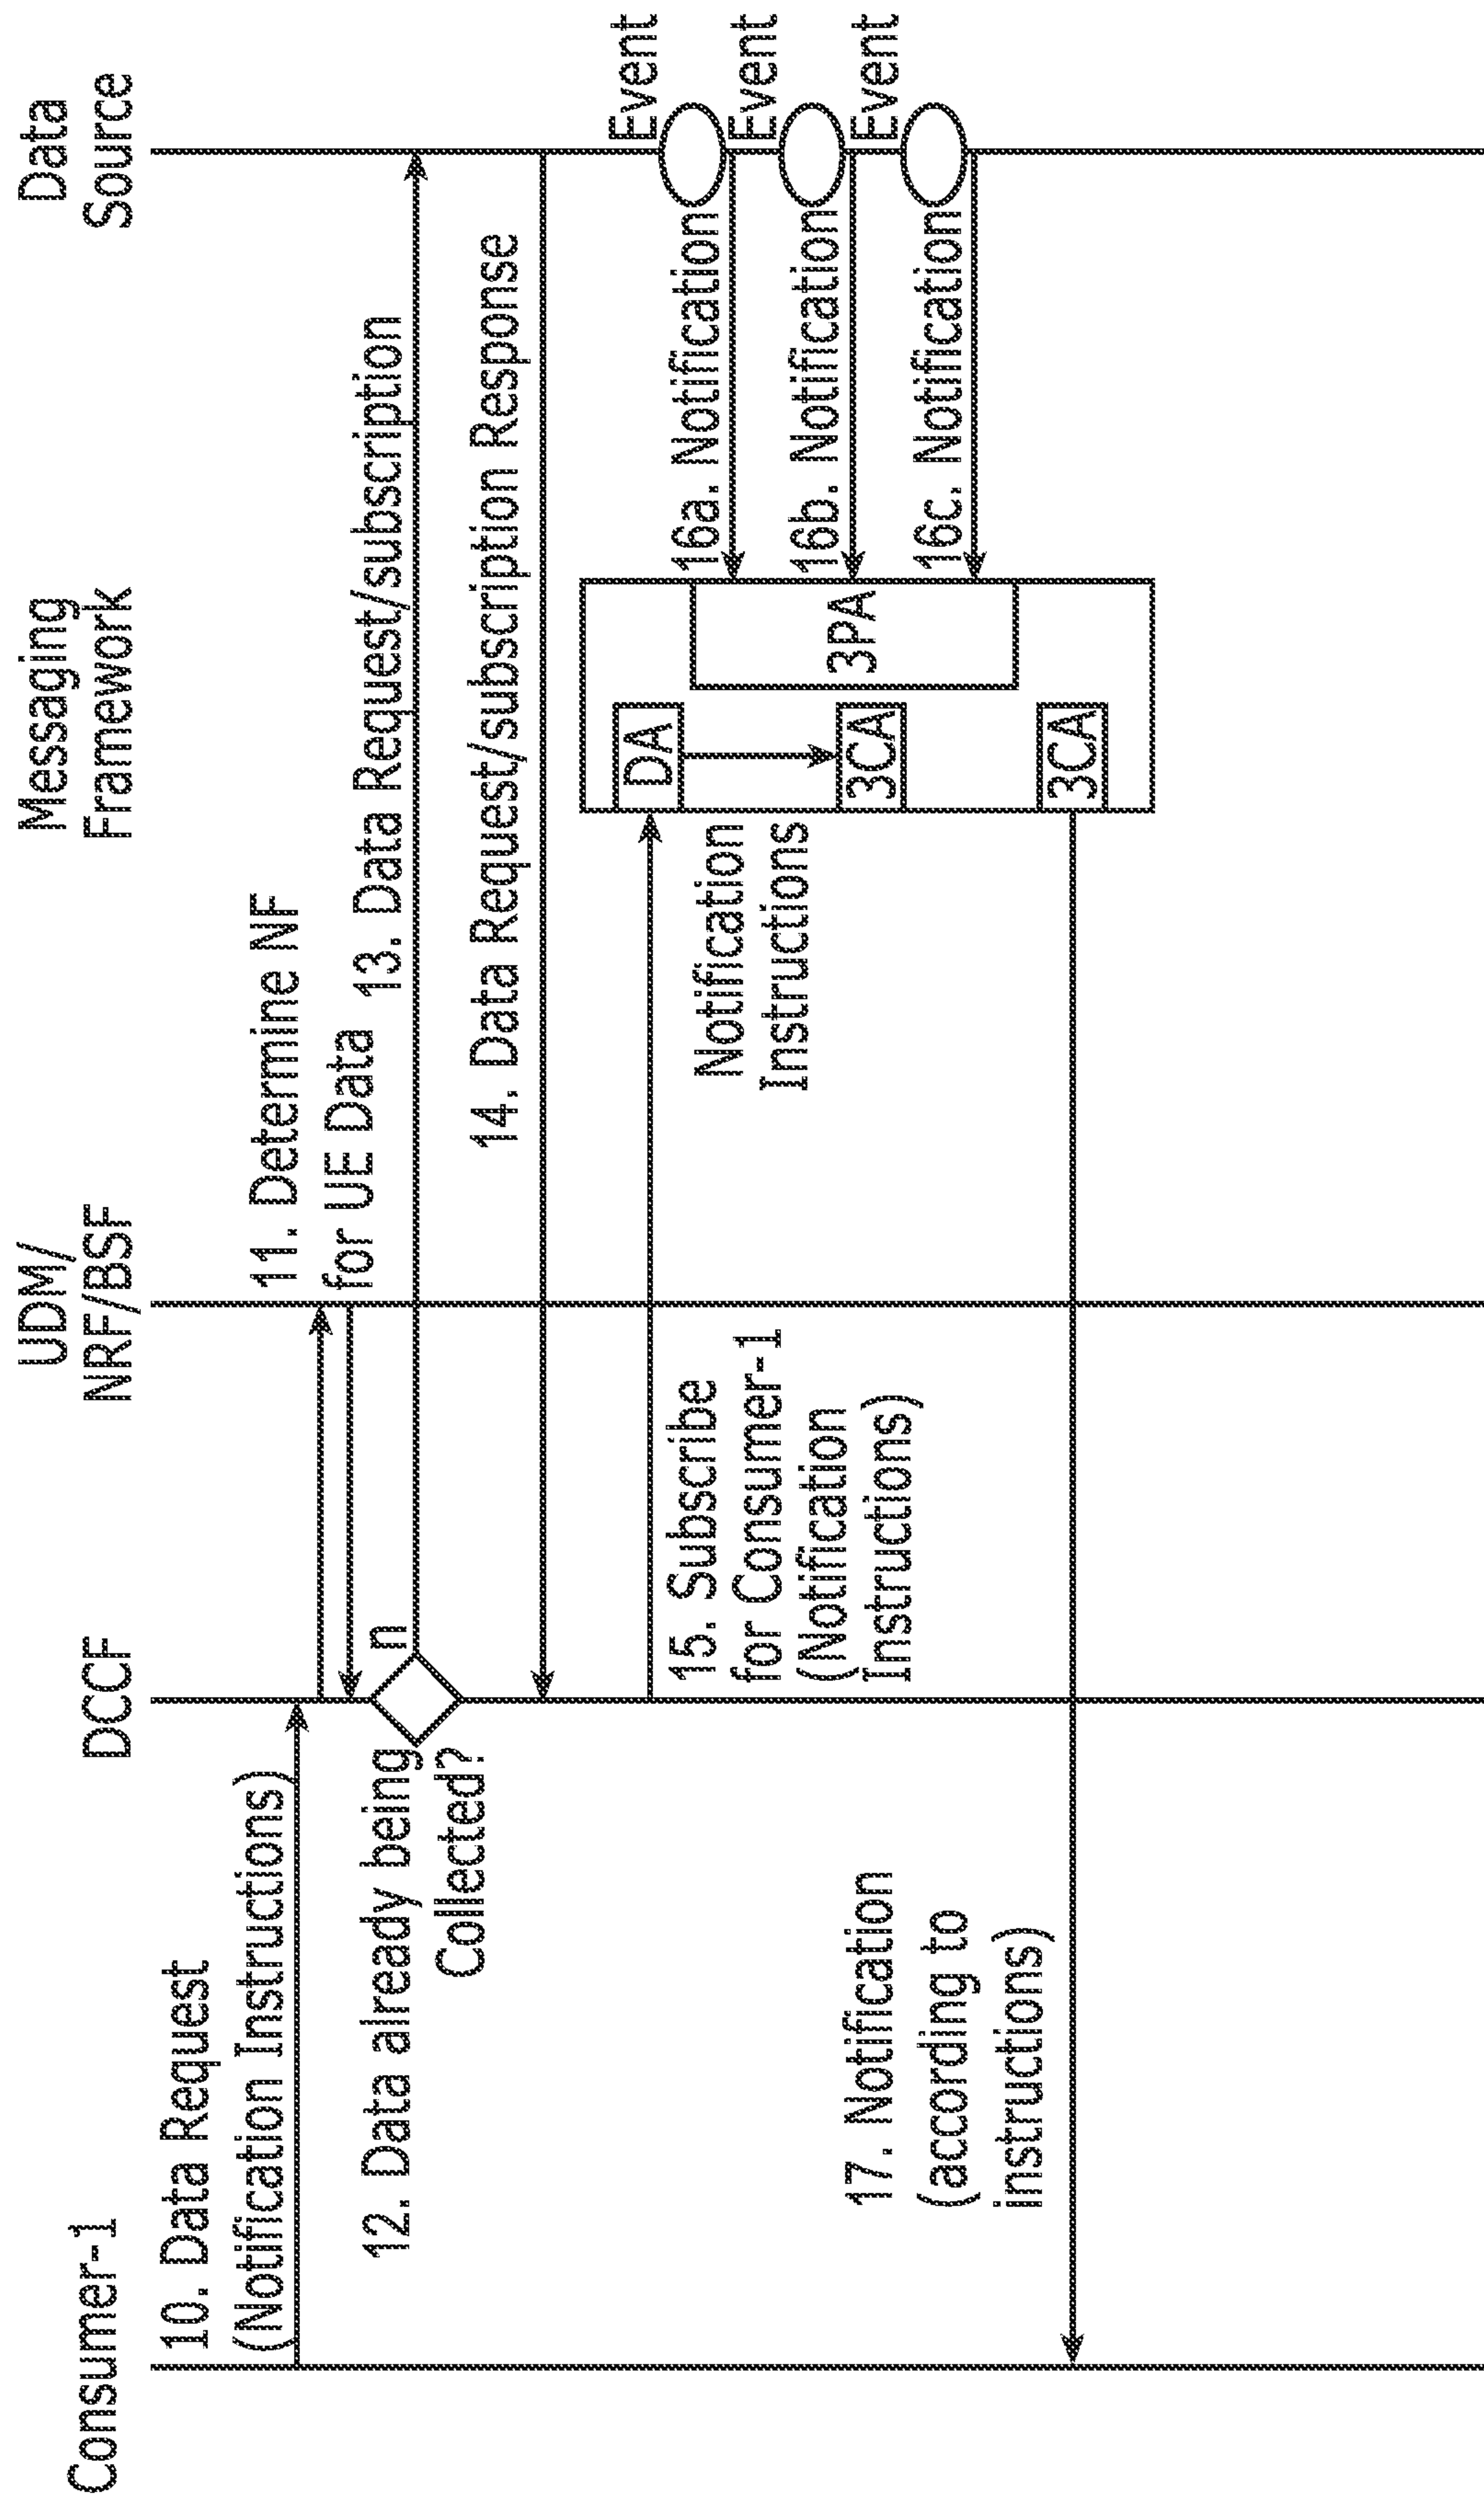 Consumer-1
DCCF
UDM/
NRF/BSF
Messaging
Framework
Data
Source
10. Data Request
(Notification Instructions)
11. Determine NF
for UE Data
12. Data already being
Collected?
n
13. Data Request/subscription
14. Data Request/subscription Response
15. Subscribe
for Consumer-1
(Notification
Instructions)
Notification
Instructions
DA
3CA
3CA
3PA
Event
16a. Notification
Event
16b. Notification
Event
16c. Notification
17. Notification
(according to
instructions)